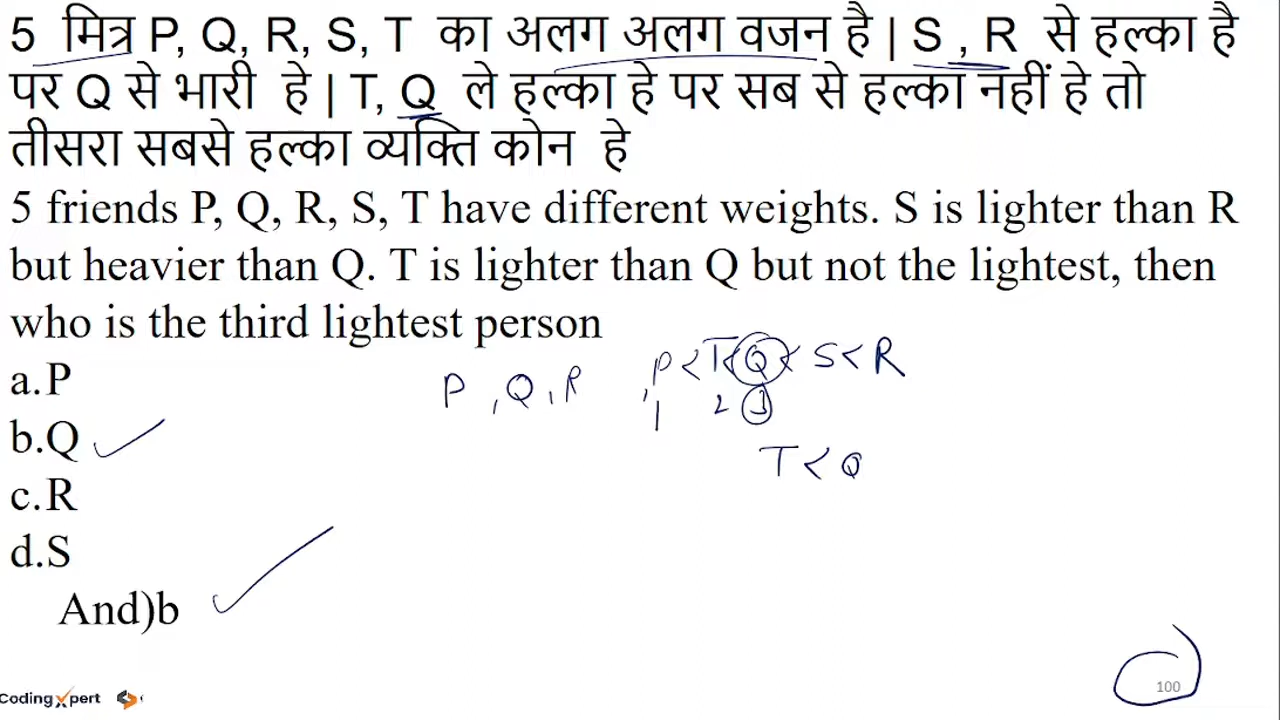 5 मित्र P, Q, R, S, T का अलग अलग वजन है | S , R से हल्का है
पर Q से भारी हे | T, Q ले हल्का हे पर सब से हल्का नहीं हे तो
तीसरा सबसे हल्का व्यक्ति कोन हे
5 friends P, Q, R, S, T have different weights. S is lighter than R
but heavier than Q. T is lighter than Q but not the lightest, then
who is the third lightest person
a.P
P , Q , R
P < T < Q < S < R
1 2 3
b.Q
T < Q
c.R
d.S
And)b
100
Coding Xpert